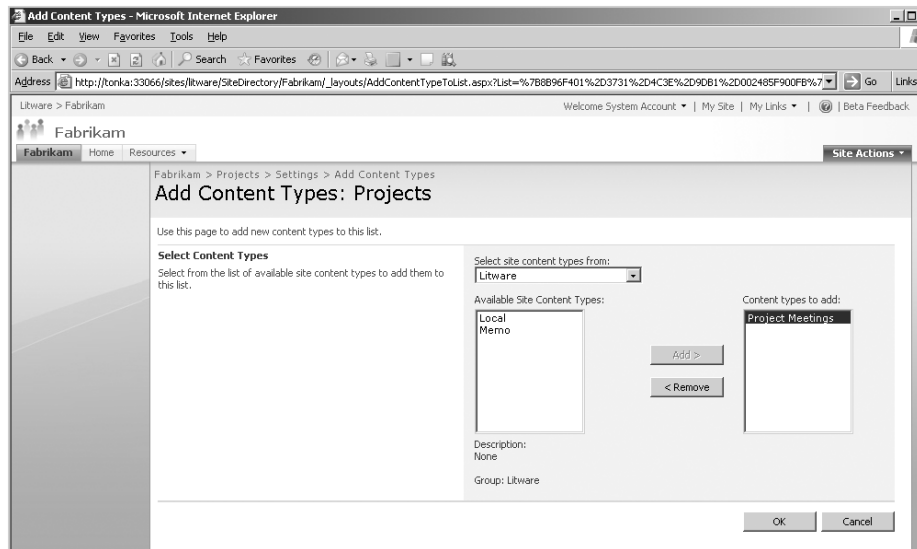 Add Content Types - Microsoft Internet Explorer
File Edit View Favorites Tools Help
Back Search Favorites
Address http://tonka:33066/sites/litware/SiteDirectory/Fabrikam/_layouts/AddContentTypeToList.aspx?List=%7B8B96F401%2D3731%2D4C3E%2D9DB1%2D002485F900FB%7 Go Links
Litware > Fabrikam Welcome System Account | My Site | My Links | Beta Feedback
Fabrikam
Fabrikam Home Resources Site Actions
Fabrikam > Projects > Settings > Add Content Types
Add Content Types: Projects
Use this page to add new content types to this list.
Select Content Types
Select from the list of available site content types to add them to
this list.
Select site content types from:
Litware
Available Site Content Types: Content types to add:
Local Project Meetings
Memo
Add >
< Remove
Description:
None
Group: Litware
OK Cancel